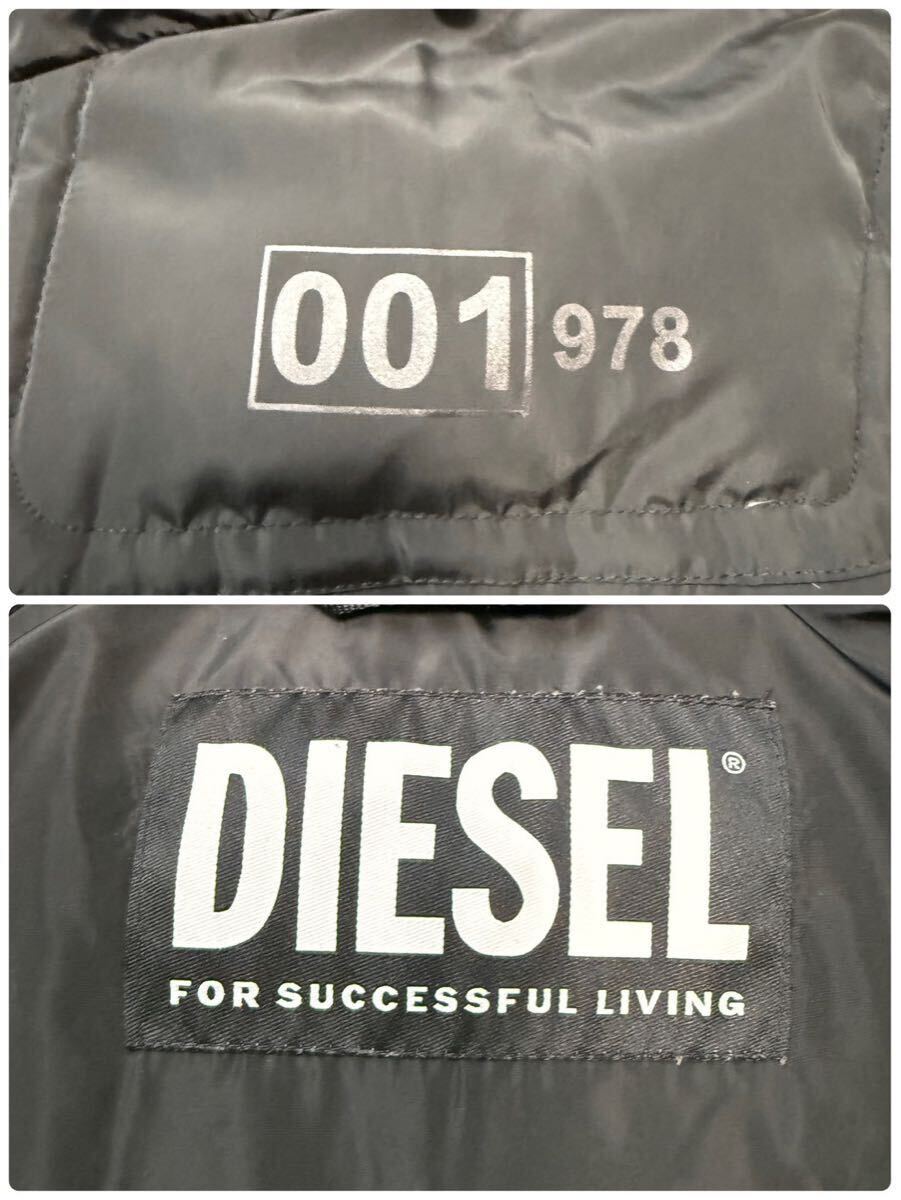 001 978
DIESEL®
FOR SUCCESSFUL LIVING